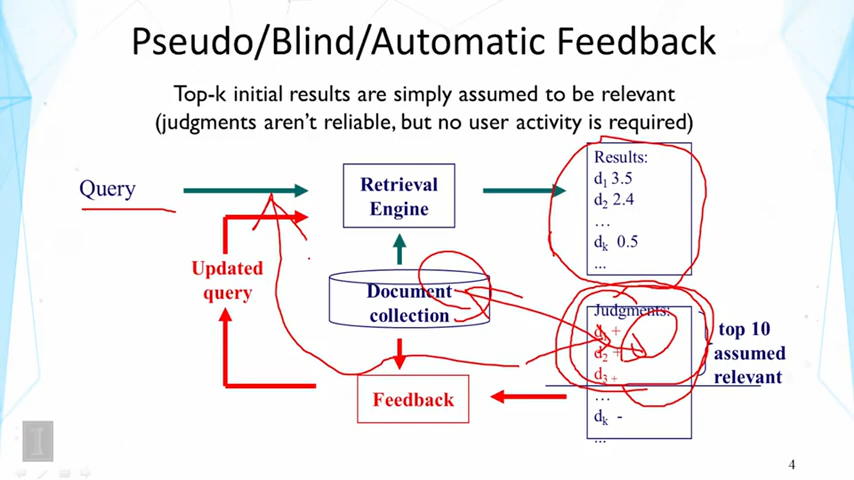 Pseudo/Blind/Automatic Feedback
Top-k initial results are simply assumed to be relevant
(judgments aren't reliable, but no user activity is required)
Query
Retrieval
Engine
Results:
d1 3.5
d2 2.4
…
dk 0.5
...
Updated
query
Document
collection
Judgments:
d1 +
d2 +
d3 +
…
dk -
...
top 10
assumed
relevant
Feedback
4